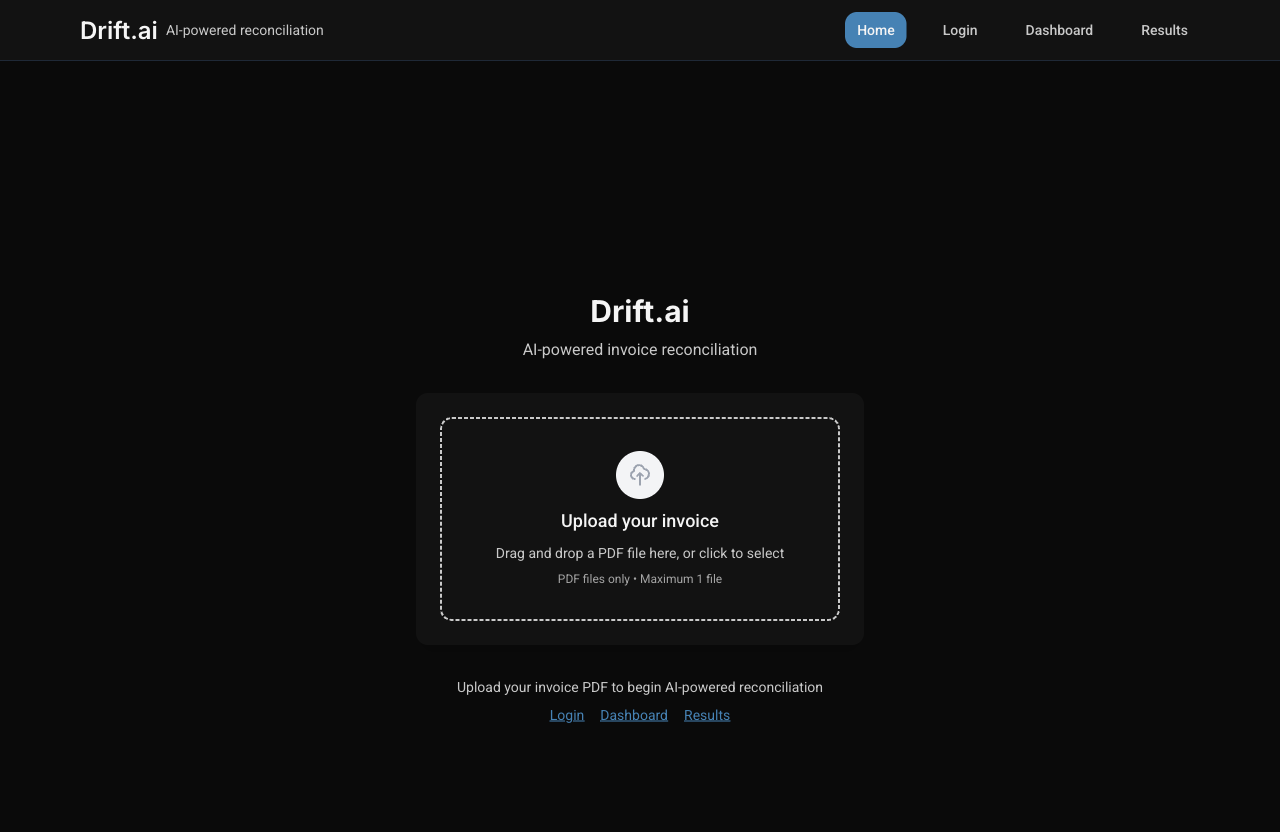 Drift.ai AI-powered reconciliation Home Login Dashboard Results
Drift.ai
AI-powered invoice reconciliation
Upload your invoice
Drag and drop a PDF file here, or click to select
PDF files only • Maximum 1 file
Upload your invoice PDF to begin AI-powered reconciliation
Login Dashboard Results